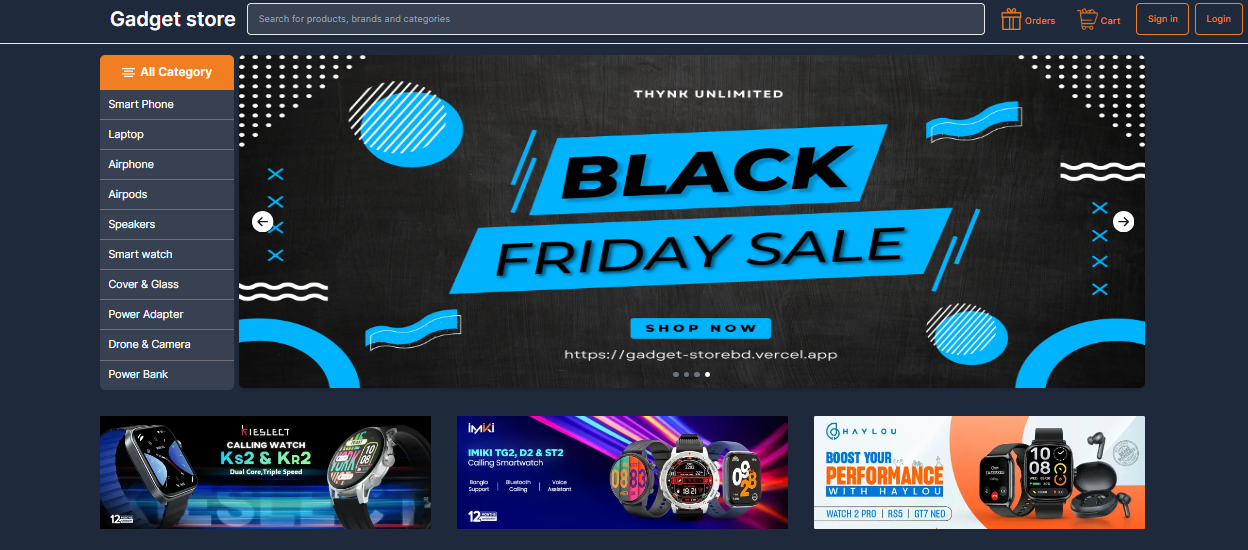 Gadget store
Search for products, brands and categories
Orders
Cart
Sign in
Login
All Category
Smart Phone
Laptop
Airphone
Airpods
Speakers
Smart watch
Cover & Glass
Power Adapter
Drone & Camera
Power Bank
THYNK UNLIMITED
BLACK
FRIDAY SALE
SHOP NOW
https://gadget-storebd.vercel.app
KIESLECT
CALLING WATCH
KS2 & KR2
Dual Core,Triple Speed
12 MONTHS
IMIKI
IMIKI TG2, D2 & ST2
Calling Smartwatch
Bangla Support | Bluetooth Calling | Voice Assistant
12 MONTHS
HAYLOU
BOOST YOUR
PERFORMANCE
WITH HAYLOU
WATCH 2 PRO | RS5 | GT7 NEO